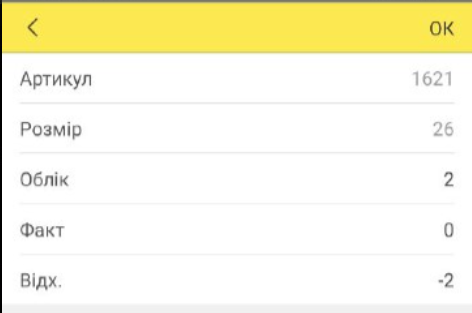 OK
Артикул 1621
Розмір 26
Облік 2
Факт 0
Відх. -2